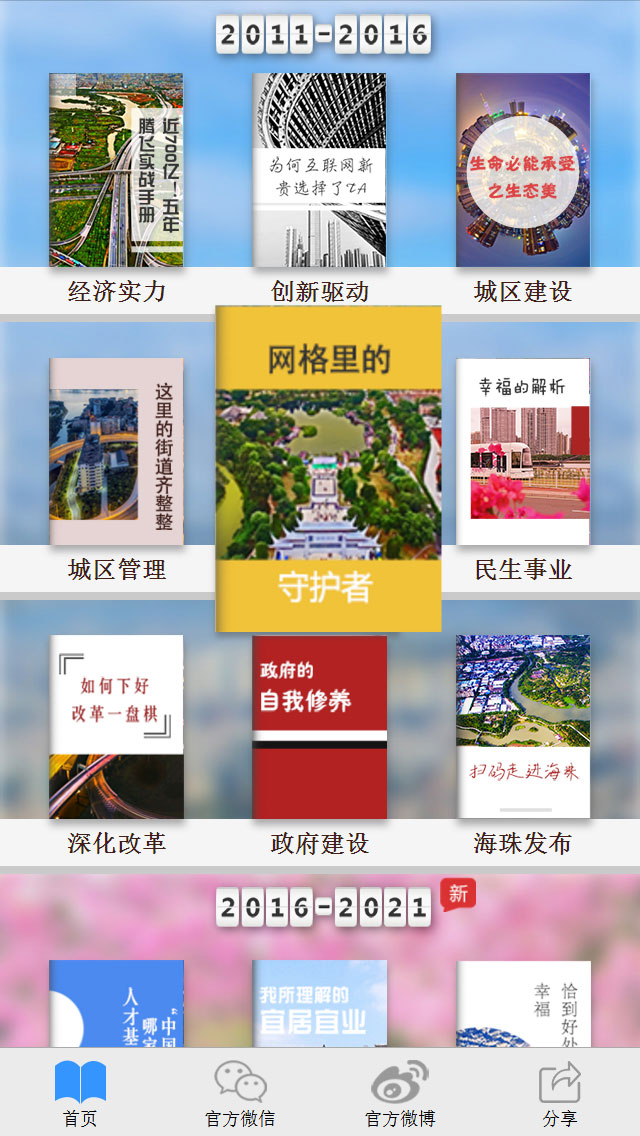 2011-2016
近700亿！五年
腾飞实战手册
为何互联网新
贵选择了TA
生命必能承受
之生态美
经济实力
创新驱动
城区建设
这里的街道齐整整
网格里的
守护者
幸福的解析
城区管理
民生事业
如何下好
改革一盘棋
政府的
自我修养
扫码走进海珠
深化改革
政府建设
海珠发布
2016-2021
新
"中国
哪家
人才基
我所理解的
宜居宜业
恰到好处
幸福
首页
官方微信
官方微博
分享